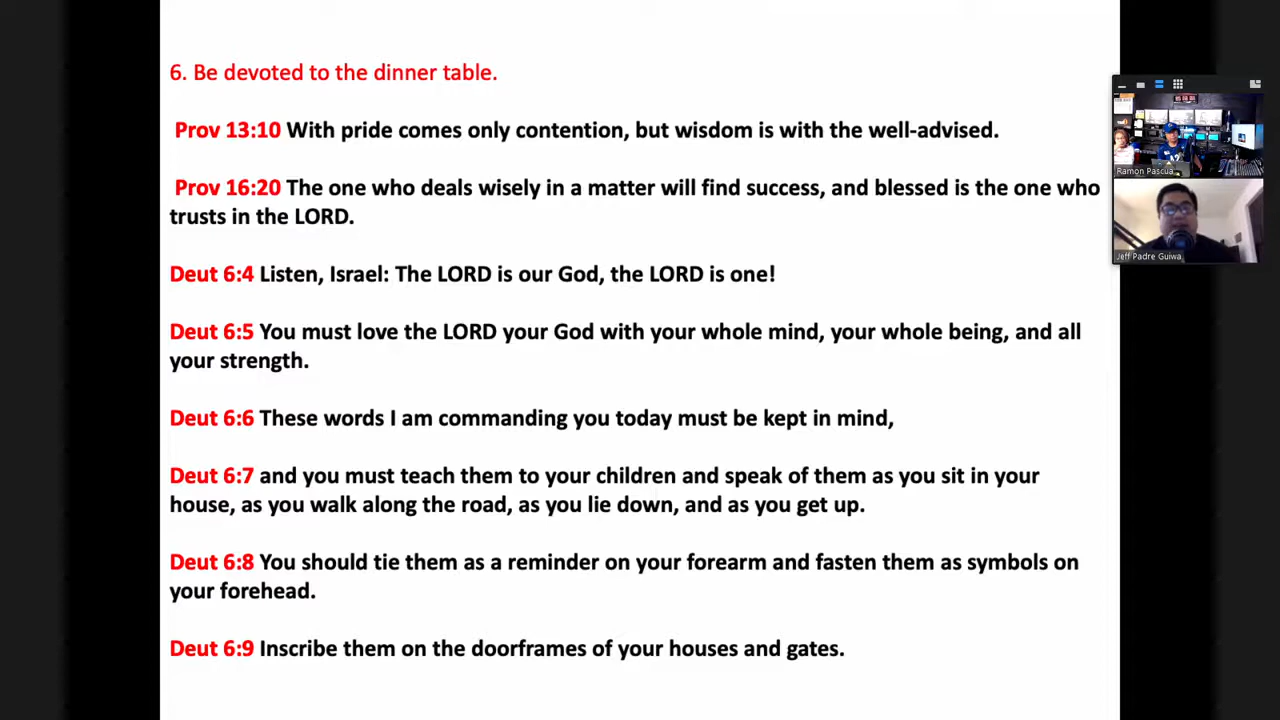 6. Be devoted to the dinner table.
Prov 13:10 With pride comes only contention, but wisdom is with the well-advised.
Prov 16:20 The one who deals wisely in a matter will find success, and blessed is the one who
trusts in the LORD.
Deut 6:4 Listen, Israel: The LORD is our God, the LORD is one!
Deut 6:5 You must love the LORD your God with your whole mind, your whole being, and all
your strength.
Deut 6:6 These words I am commanding you today must be kept in mind,
Deut 6:7 and you must teach them to your children and speak of them as you sit in your
house, as you walk along the road, as you lie down, and as you get up.
Deut 6:8 You should tie them as a reminder on your forearm and fasten them as symbols on
your forehead.
Deut 6:9 Inscribe them on the doorframes of your houses and gates.
Ramon Pascua
Jeff Padre Guiwa